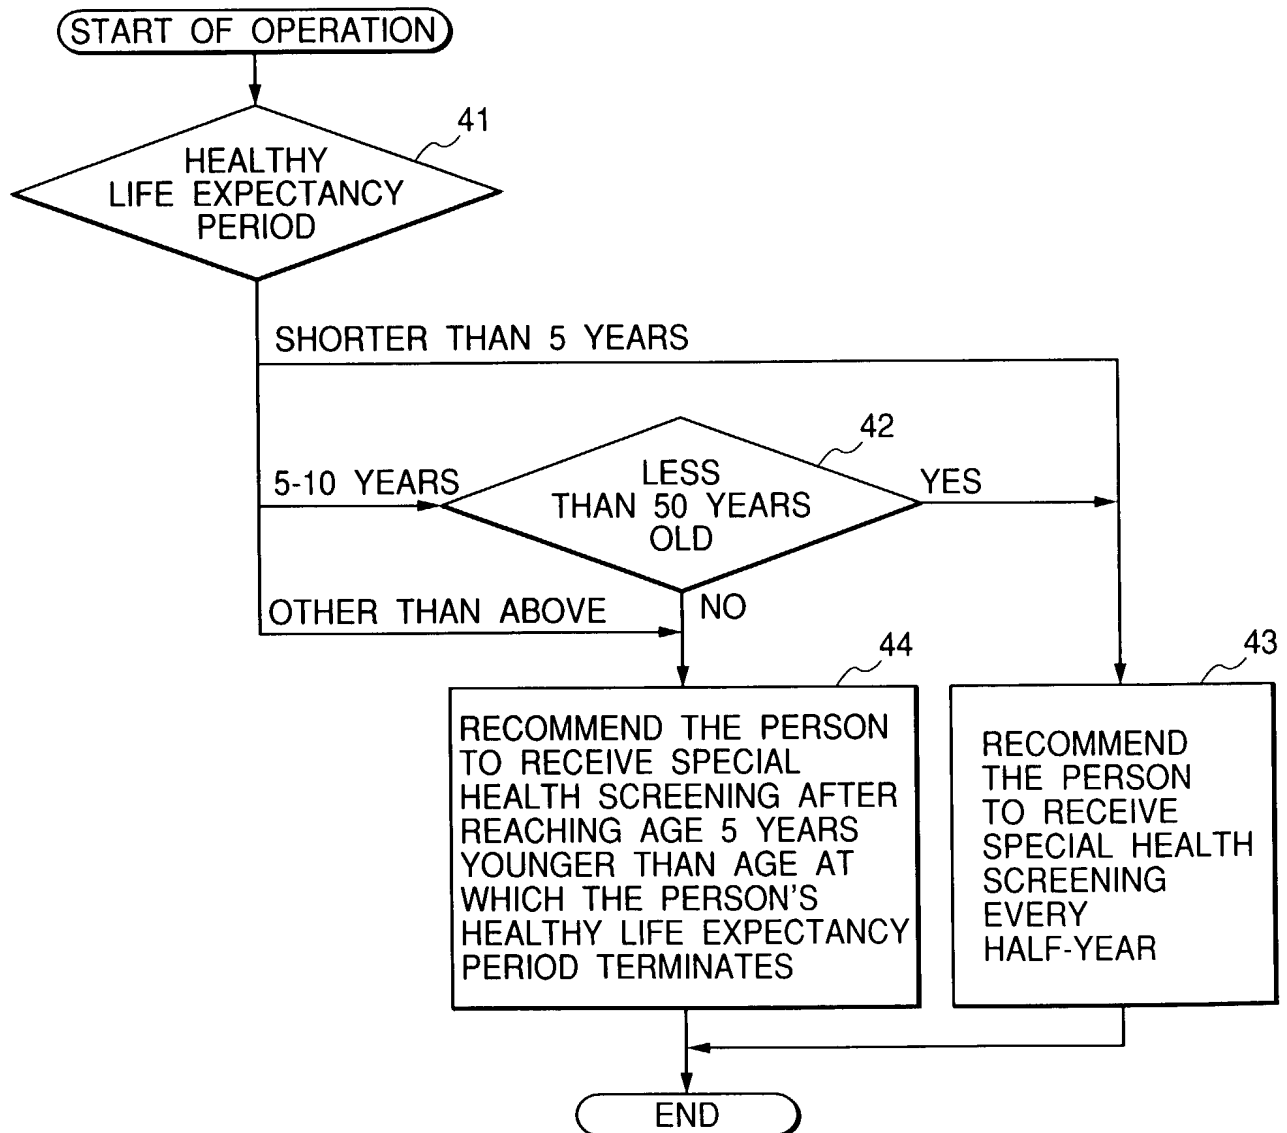 START OF OPERATION
41
HEALTHY
LIFE EXPECTANCY
PERIOD
SHORTER THAN 5 YEARS
42
5-10 YEARS
LESS
THAN 50 YEARS
OLD
YES
OTHER THAN ABOVE
NO
44
43
RECOMMEND THE PERSON
TO RECEIVE SPECIAL
HEALTH SCREENING AFTER
REACHING AGE 5 YEARS
YOUNGER THAN AGE AT
WHICH THE PERSON'S
HEALTHY LIFE EXPECTANCY
PERIOD TERMINATES
RECOMMEND
THE PERSON
TO RECEIVE
SPECIAL HEALTH
SCREENING
EVERY
HALF-YEAR
END